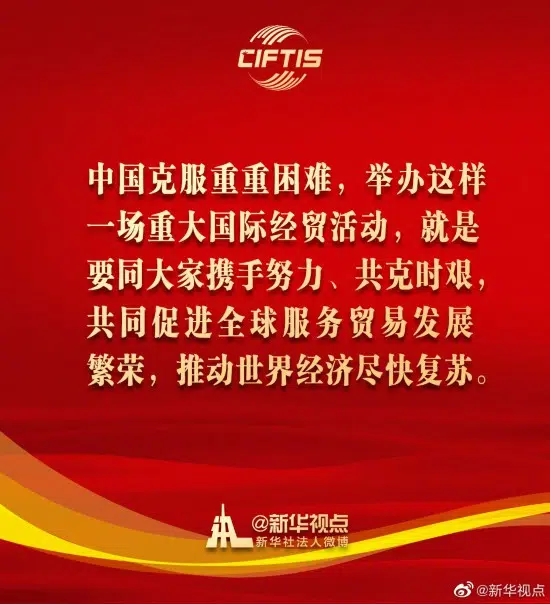 CIFTIS
中国克服重重困难，举办这样
一场重大国际经贸活动，就是
要同大家携手努力、共克时艰，
共同促进全球服务贸易发展
繁荣，推动世界经济尽快复苏。
@新华视点
新华社法人微博
@新华视点